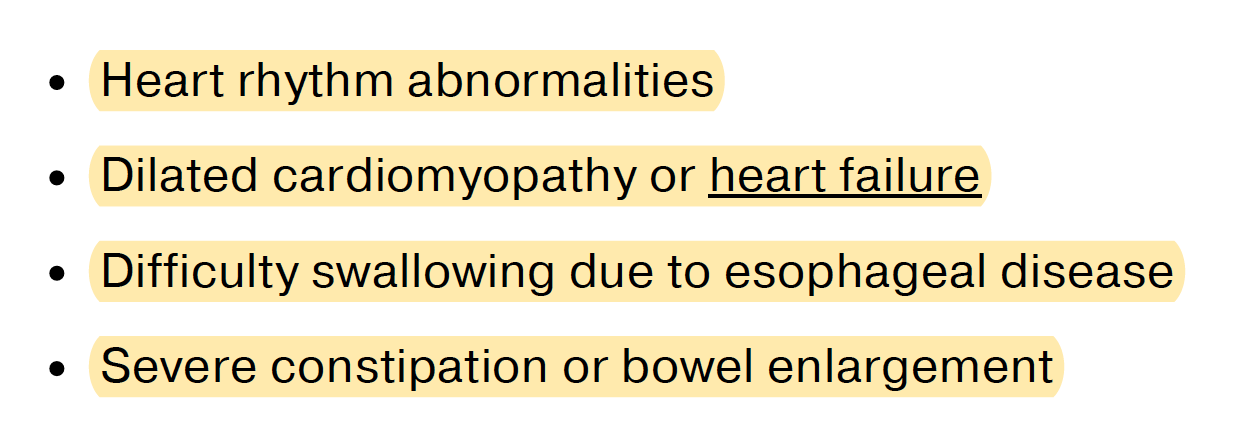 • Heart rhythm abnormalities
• Dilated cardiomyopathy or heart failure
• Difficulty swallowing due to esophageal disease
• Severe constipation or bowel enlargement